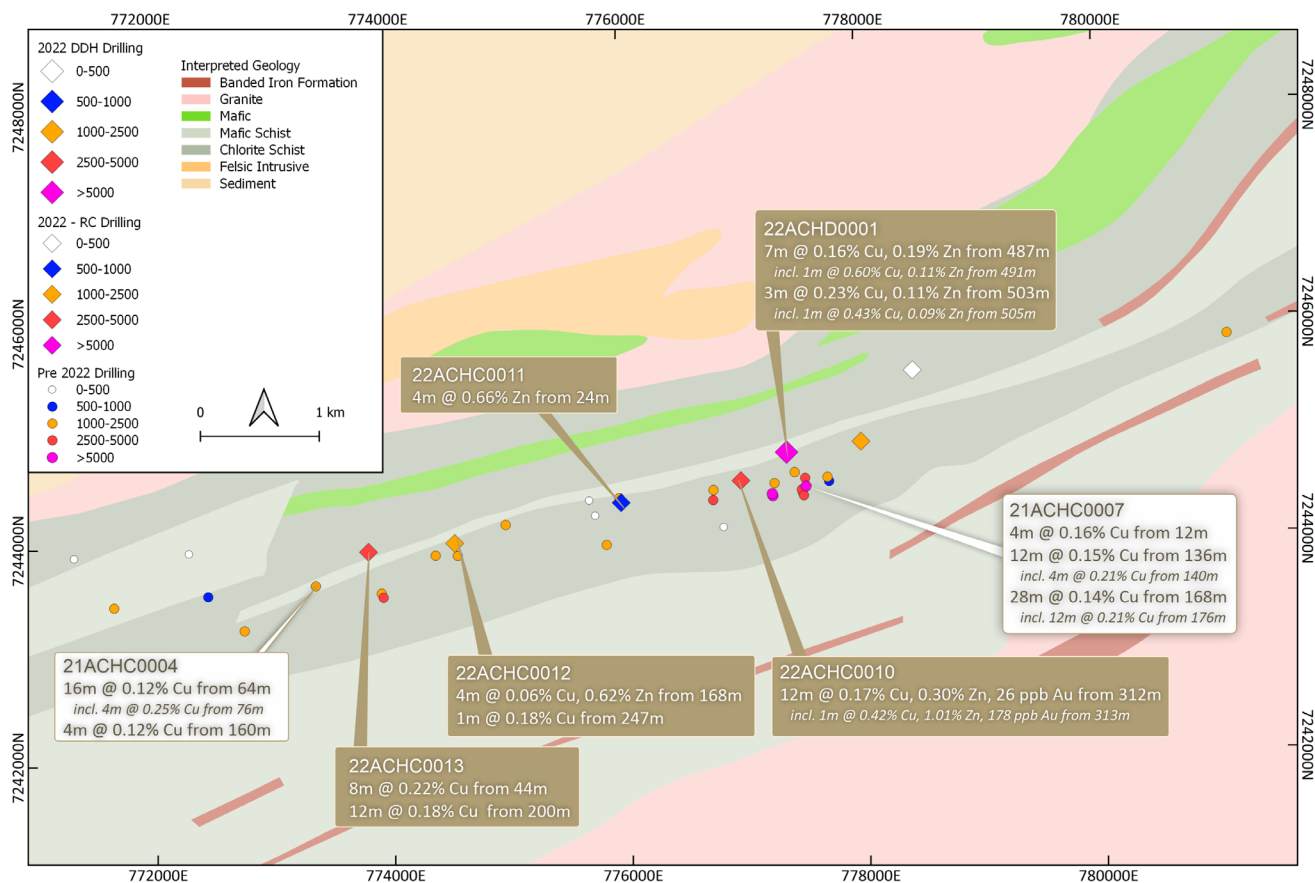 772000E
774000E
776000E
778000E
780000E
2022 DDH Drilling
0-500
500-1000
1000-2500
2500-5000
>5000
2022 - RC Drilling
0-500
500-1000
1000-2500
2500-5000
>5000
Pre 2022 Drilling
0-500
500-1000
1000-2500
2500-5000
>5000
Interpreted Geology
Banded Iron Formation
Granite
Mafic
Mafic Schist
Chlorite Schist
Felsic Intrusive
Sediment
0 1 km
7248000N
7246000N
7244000N
7242000N
7248000N
7246000N
7244000N
7242000N
22ACHD0001
7m @ 0.16% Cu, 0.19% Zn from 487m
incl. 1m @ 0.60% Cu, 0.11% Zn from 491m
3m @ 0.23% Cu, 0.11% Zn from 503m
incl. 1m @ 0.43% Cu, 0.09% Zn from 505m
22ACHC0011
4m @ 0.66% Zn from 24m
21ACHC0007
4m @ 0.16% Cu from 12m
12m @ 0.15% Cu from 136m
incl. 4m @ 0.21% Cu from 140m
28m @ 0.14% Cu from 168m
incl. 12m @ 0.21% Cu from 176m
21ACHC0004
16m @ 0.12% Cu from 64m
incl. 4m @ 0.25% Cu from 76m
4m @ 0.12% Cu from 160m
22ACHC0012
4m @ 0.06% Cu, 0.62% Zn from 168m
1m @ 0.18% Cu from 247m
22ACHC0010
12m @ 0.17% Cu, 0.30% Zn, 26 ppb Au from 312m
incl. 1m @ 0.42% Cu, 1.01% Zn, 178 ppb Au from 313m
22ACHC0013
8m @ 0.22% Cu from 44m
12m @ 0.18% Cu from 200m
772000E
774000E
776000E
778000E
780000E